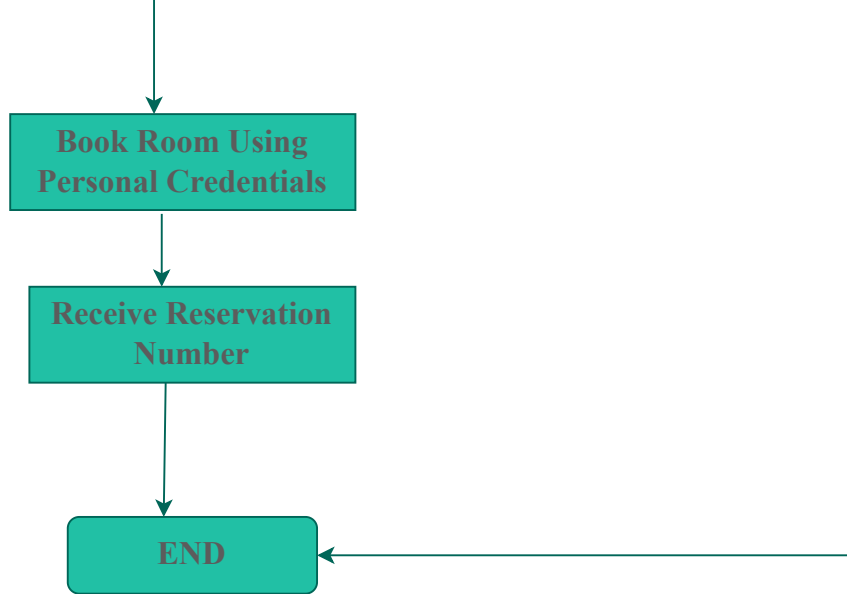 Book Room Using
Personal Credentials
Receive Reservation
Number
END